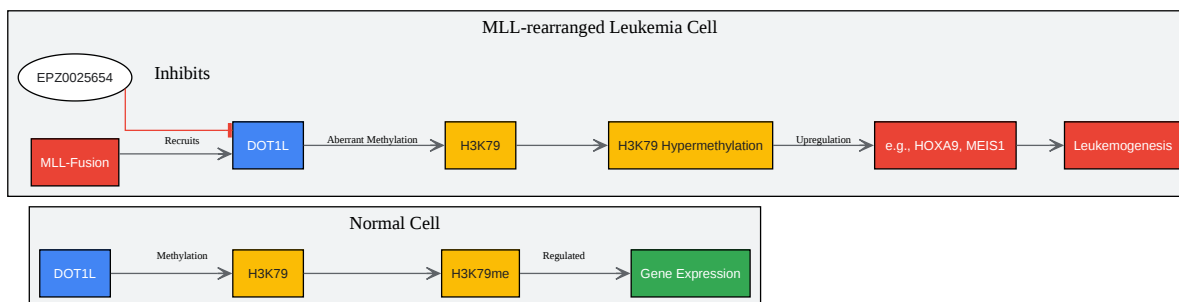 MLL-rearranged Leukemia Cell
EPZ0025654
Inhibits
MLL-Fusion
Recruits
DOT1L
Aberrant Methylation
H3K79
H3K79 Hypermethylation
Upregulation
e.g., HOXA9, MEIS1
Leukemogenesis
Normal Cell
DOT1L
Methylation
H3K79
H3K79me
Regulated
Gene Expression